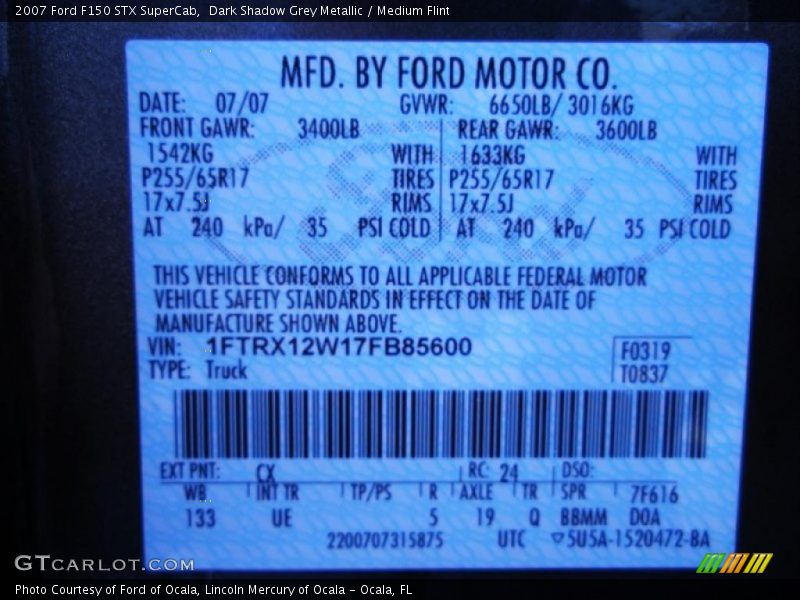 2007 Ford F150 STX SuperCab,  Dark Shadow Grey Metallic / Medium Flint
MFD. BY FORD MOTOR CO.
DATE: 07/07 GVWR: 6650LB/ 3016KG
FRONT GAWR: 3400LB REAR GAWR: 3600LB
1542KG WITH 1633KG WITH
P255/65R17 TIRES P255/65R17 TIRES
17x7.5J RIMS 17x7.5J RIMS
AT 240 kPa/ 35 PSI COLD AT 240 kPa/ 35 PSI COLD
THIS VEHICLE CONFORMS TO ALL APPLICABLE FEDERAL MOTOR
VEHICLE SAFETY STANDARDS IN EFFECT ON THE DATE OF
MANUFACTURE SHOWN ABOVE.
VIN: 1FTRX12W17FB85600 F0319
TYPE: Truck T0837
EXT PNT: CX RC: 24 DSO:
WB INT TR TP/PS R AXLE TR SPR 7F616
133 UE 5 19 Q BBMM DOA
2200707315875 UTC ▽5U5A-1520472-BA
GTCARLOT.COM
Photo Courtesy of Ford of Ocala, Lincoln Mercury of Ocala - Ocala, FL